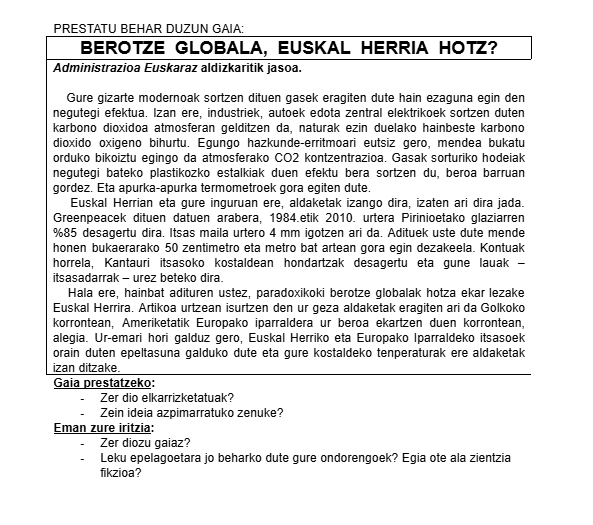 PRESTATU BEHAR DUZUN GAIA:
BEROTZE GLOBALA, EUSKAL HERRIA HOTZ?
Administrazioa Euskaraz aldizkaritik jasoa.
Gure gizarte modernoak sortzen dituen gasek eragiten dute hain ezaguna egin den
negutegi efektua. Izan ere, industriek, autoek edota zentral elektrikoek sortzen duten
karbono dioxidoa atmosferan gelditzen da, naturak ezin duelako hainbeste karbono
dioxido oxigeno bihurtu. Egungo hazkunde-erritmoari eutsiz gero, mendea bukatu
orduko bikoiztu egingo da atmosferako CO2 kontzentrazioa. Gasak sorturiko hodeiak
negutegi bateko plastikozko estalkiak duen efektu bera sortzen du, beroa barruan
gordez. Eta apurka-apurka termometroek gora egiten dute.
Euskal Herrian eta gure inguruan ere, aldaketak izango dira, izaten ari dira jada.
Greenpeacek dituen datuen arabera, 1984.etik 2010. urtera Pirinioetako glaziarren
%85 desagertu dira. Itsas maila urtero 4 mm igotzen ari da. Adituek uste dute mende
honen bukaerarako 50 zentimetro eta metro bat artean gora egin dezakeela. Kontuak
horrela, Kantauri itsasoko kostaldean hondartzak desagertu eta gune lauak –
itsasadarrak – urez beteko dira.
Hala ere, hainbat adituren ustez, paradoxikoki berotze globalak hotza ekar lezake
Euskal Herrira. Artikoa urtzean isurtzen den ur geza aldaketak eragiten ari da Golkoko
korrontean, Ameriketatik Europako iparraldera ur beroa ekartzen duen korrontean,
alegia. Ur-emari hori galduz gero, Euskal Herriko eta Europako Iparraldeko itsasoek
orain duten epeltasuna galduko dute eta gure kostaldeko tenperaturak ere aldaketak
izan ditzake.
Gaia prestatzeko:
- Zer dio elkarrizketatuak?
- Zein ideia azpimarratuko zenuke?
Eman zure iritzia:
- Zer diozu gaiaz?
- Leku epelagoetara jo beharko dute gure ondorengoek? Egia ote ala zientzia
fikzioa?